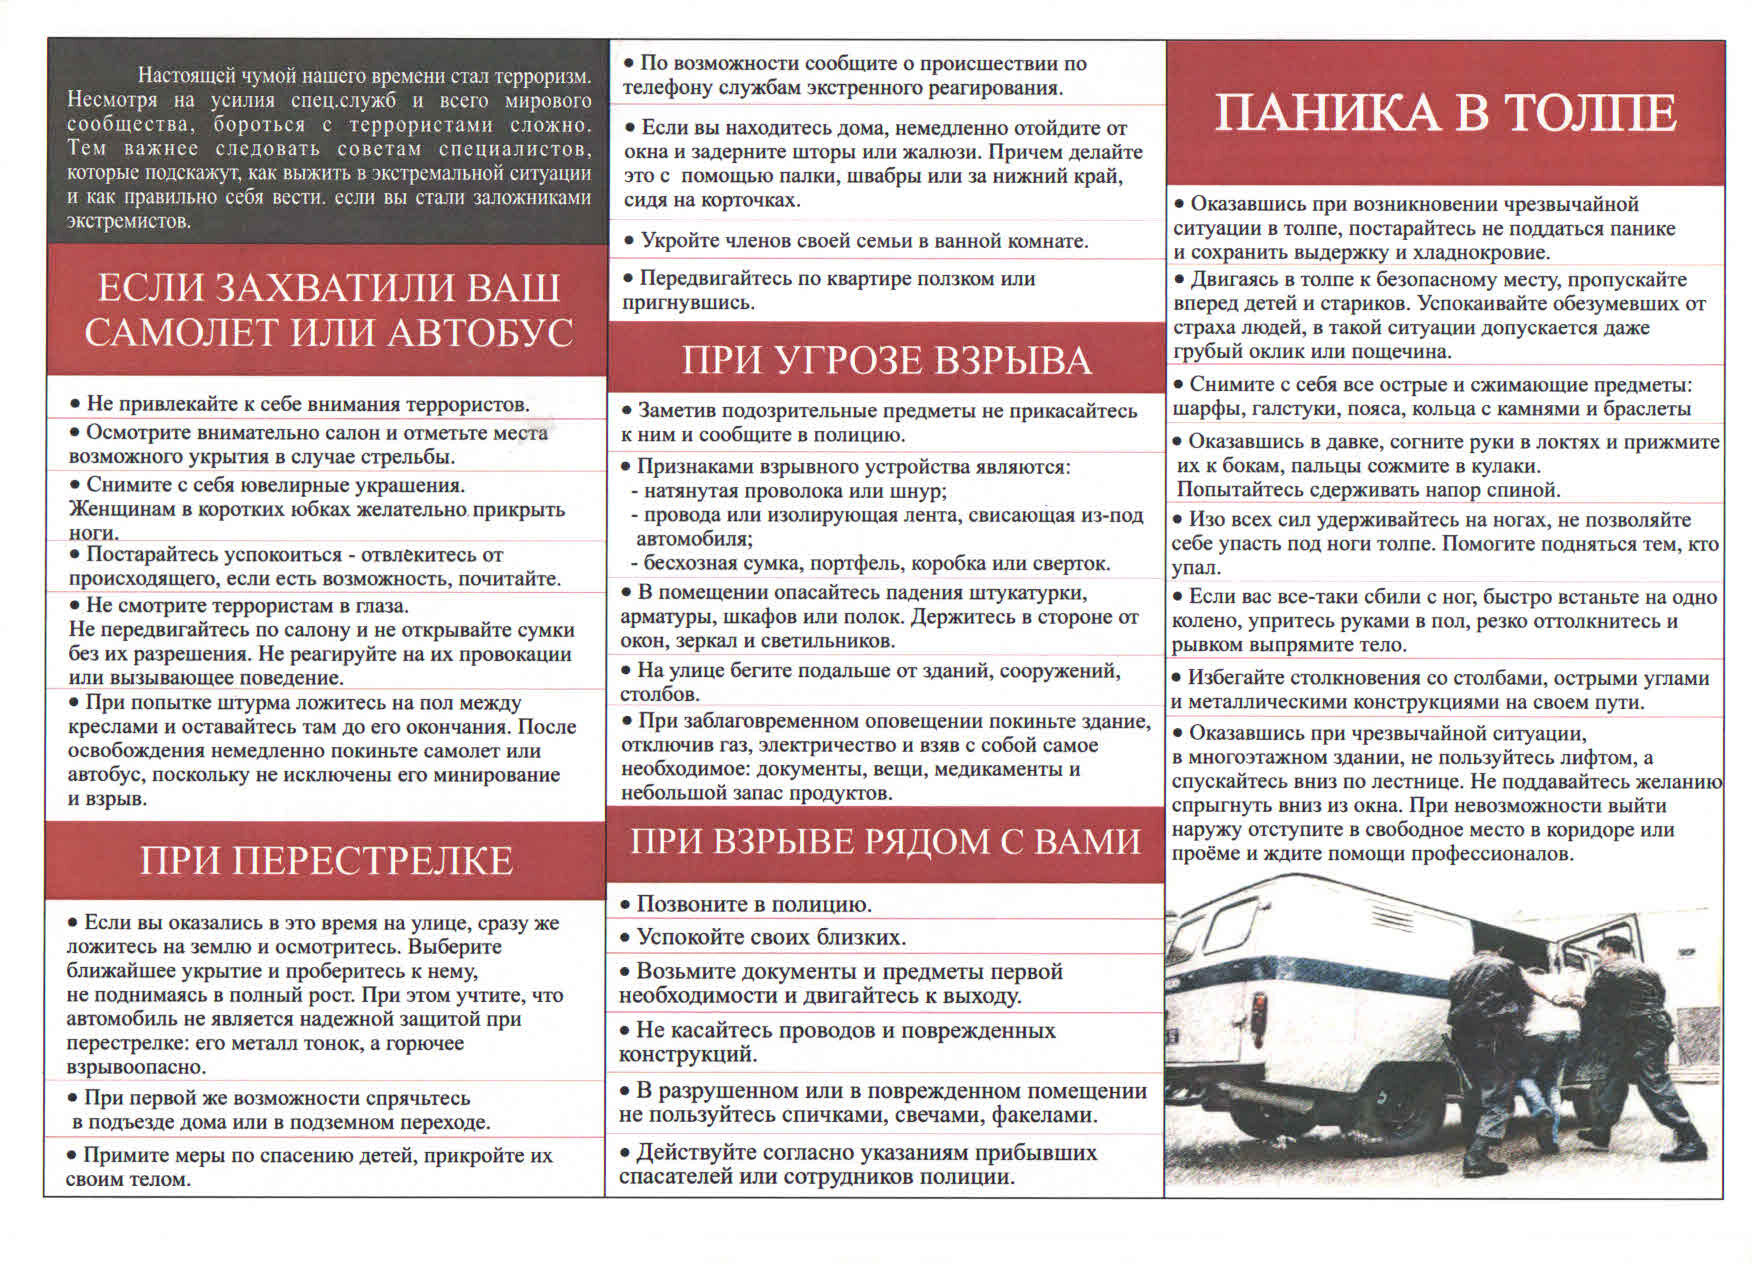 Настоящей чумой нашего времени стал терроризм.
Несмотря на усилия спец.служб и всего мирового
сообщества, бороться с террористами сложно.
Тем важнее следовать советам специалистов,
которые подскажут, как выжить в экстремальной ситуации
и как правильно себя вести. если вы стали заложниками
экстремистов.
ЕСЛИ ЗАХВАТИЛИ ВАШ
САМОЛЕТ ИЛИ АВТОБУС
• Не привлекайте к себе внимания террористов.
• Осмотрите внимательно салон и отметьте места
возможного укрытия в случае стрельбы.
• Снимите с себя ювелирные украшения.
Женщинам в коротких юбках желательно прикрыть
ноги.
• Постарайтесь успокоиться - отвлекитесь от
происходящего, если есть возможность, почитайте.
• Не смотрите террористам в глаза.
Не передвигайтесь по салону и не открывайте сумки
без их разрешения. Не реагируйте на их провокации
или вызывающее поведение.
• При попытке штурма ложитесь на пол между
креслами и оставайтесь там до его окончания. После
освобождения немедленно покиньте самолет или
автобус, поскольку не исключены его минирование
и взрыв.
ПРИ ПЕРЕСТРЕЛКЕ
• Если вы оказались в это время на улице, сразу же
ложитесь на землю и осмотритесь. Выберите
ближайшее укрытие и проберитесь к нему,
не поднимаясь в полный рост. При этом учтите, что
автомобиль не является надежной защитой при
перестрелке: его металл тонок, а горючее
взрывоопасно.
• При первой же возможности спрячьтесь
в подъезде дома или в подземном переходе.
• Примите меры по спасению детей, прикройте их
своим телом.
• По возможности сообщите о происшествии по
телефону службам экстренного реагирования.
• Если вы находитесь дома, немедленно отойдите от
окна и задерните шторы или жалюзи. Причем делайте
это с помощью палки, швабры или за нижний край,
сидя на корточках.
• Укройте членов своей семьи в ванной комнате.
• Передвигайтесь по квартире ползком или
пригнувшись.
ПРИ УГРОЗЕ ВЗРЫВА
• Заметив подозрительные предметы не прикасайтесь
к ним и сообщите в полицию.
• Признаками взрывного устройства являются:
- натянутая проволока или шнур;
- провода или изолирующая лента, свисающая из-под
автомобиля;
- бесхозная сумка, портфель, коробка или сверток.
• В помещении опасайтесь падения штукатурки,
арматуры, шкафов или полок. Держитесь в стороне от
окон, зеркал и светильников.
• На улице бегите подальше от зданий, сооружений,
столбов.
• При заблаговременном оповещении покиньте здание,
отключив газ, электричество и взяв с собой самое
необходимое: документы, вещи, медикаменты и
небольшой запас продуктов.
ПРИ ВЗРЫВЕ РЯДОМ С ВАМИ
• Позвоните в полицию.
• Успокойте своих близких.
• Возьмите документы и предметы первой
необходимости и двигайтесь к выходу.
• Не касайтесь проводов и поврежденных
конструкций.
• В разрушенном или в поврежденном помещении
не пользуйтесь спичками, свечами, факелами.
• Действуйте согласно указаниям прибывших
спасателей или сотрудников полиции.
ПАНИКА В ТОЛПЕ
• Оказавшись при возникновении чрезвычайной
ситуации в толпе, постарайтесь не поддаться панике
и сохранить выдержку и хладнокровие.
• Двигаясь в толпе к безопасному месту, пропускайте
вперед детей и стариков. Успокаивайте обезумевших от
страха людей, в такой ситуации допускается даже
грубый оклик или пощечина.
• Снимите с себя все острые и сжимающие предметы:
шарфы, галстуки, пояса, кольца с камнями и браслеты
• Оказавшись в давке, согните руки в локтях и прижмите
их к бокам, пальцы сожмите в кулаки.
Попытайтесь сдерживать напор спиной.
• Изо всех сил удерживайтесь на ногах, не позволяйте
себе упасть под ноги толпе. Помогите подняться тем, кто
упал.
• Если вас все-таки сбили с ног, быстро встаньте на одно
колено, упритесь руками в пол, резко оттолкнитесь и
рывком выпрямите тело.
• Избегайте столкновения со столбами, острыми углами
и металлическими конструкциями на своем пути.
• Оказавшись при чрезвычайной ситуации,
в многоэтажном здании, не пользуйтесь лифтом, а
спускайтесь вниз по лестнице. Не поддавайтесь желанию
спрыгнуть вниз из окна. При невозможности выйти
наружу отступите в свободное место в коридоре или
проёме и ждите помощи профессионалов.